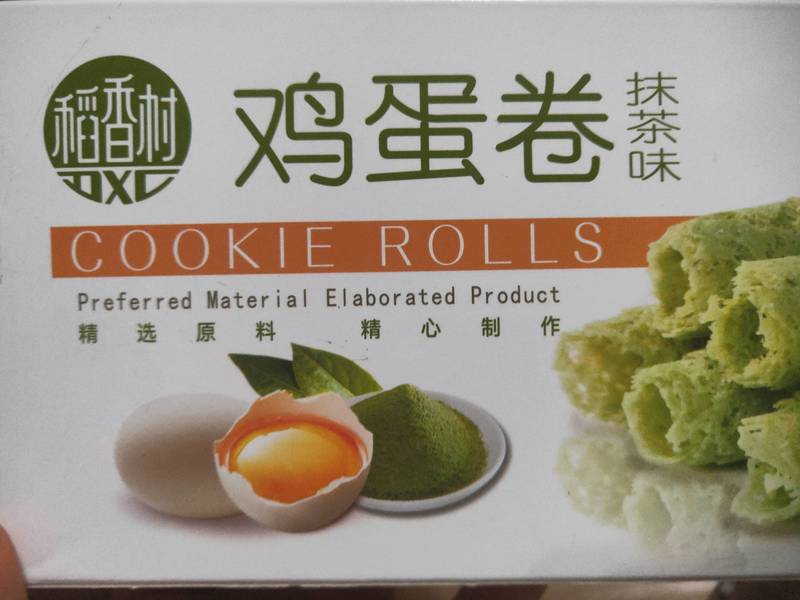 稻香村
DXC
鸡蛋卷
抹茶味
COOKIE ROLLS
Preferred Material Elaborated Product
精选原料 精心制作